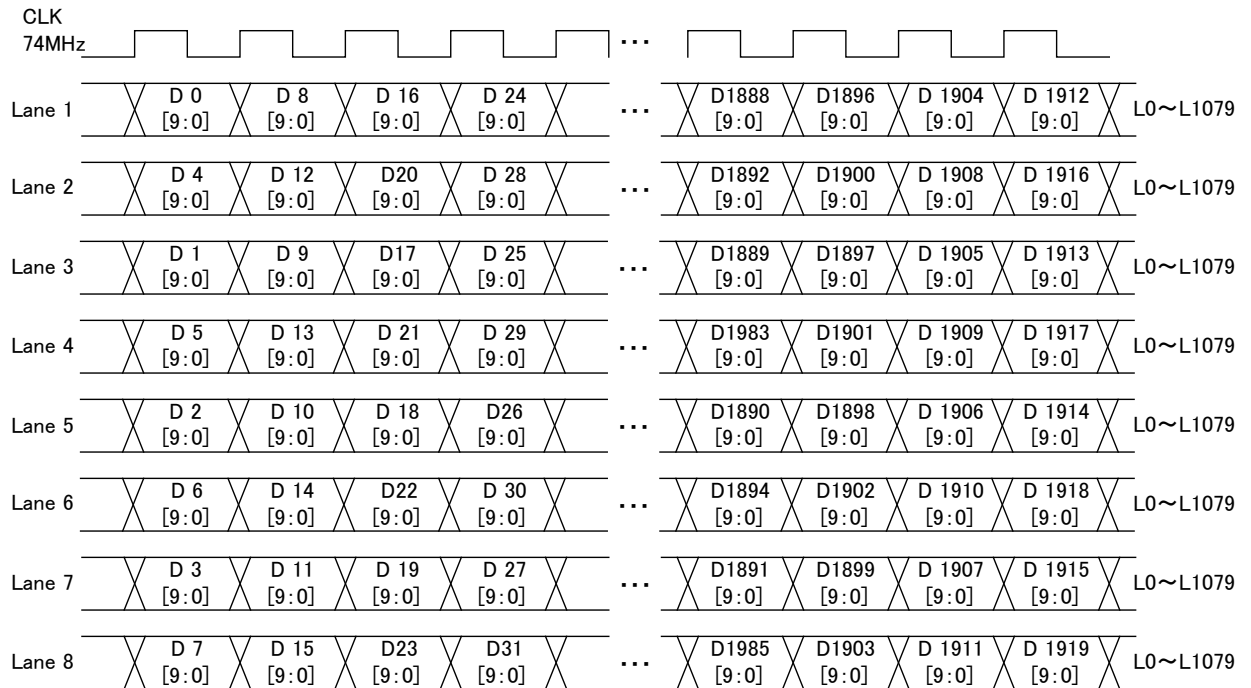 CLK
74MHz
...
Lane 1 D 0 D 8 D 16 D 24 ... D1888 D1896 D 1904 D 1912 L0～L1079
[9:0] [9:0] [9:0] [9:0] [9:0] [9:0] [9:0] [9:0]
Lane 2 D 4 D 12 D20 D 28 ... D1892 D1900 D 1908 D 1916 L0～L1079
[9:0] [9:0] [9:0] [9:0] [9:0] [9:0] [9:0] [9:0]
Lane 3 D 1 D 9 D17 D 25 ... D1889 D1897 D 1905 D 1913 L0～L1079
[9:0] [9:0] [9:0] [9:0] [9:0] [9:0] [9:0] [9:0]
Lane 4 D 5 D 13 D 21 D 29 ... D1983 D1901 D 1909 D 1917 L0～L1079
[9:0] [9:0] [9:0] [9:0] [9:0] [9:0] [9:0] [9:0]
Lane 5 D 2 D 10 D 18 D26 ... D1890 D1898 D 1906 D 1914 L0～L1079
[9:0] [9:0] [9:0] [9:0] [9:0] [9:0] [9:0] [9:0]
Lane 6 D 6 D 14 D22 D 30 ... D1894 D1902 D 1910 D 1918 L0～L1079
[9:0] [9:0] [9:0] [9:0] [9:0] [9:0] [9:0] [9:0]
Lane 7 D 3 D 11 D 19 D 27 ... D1891 D1899 D 1907 D 1915 L0～L1079
[9:0] [9:0] [9:0] [9:0] [9:0] [9:0] [9:0] [9:0]
Lane 8 D 7 D 15 D23 D31 ... D1985 D1903 D 1911 D 1919 L0～L1079
[9:0] [9:0] [9:0] [9:0] [9:0] [9:0] [9:0] [9:0]